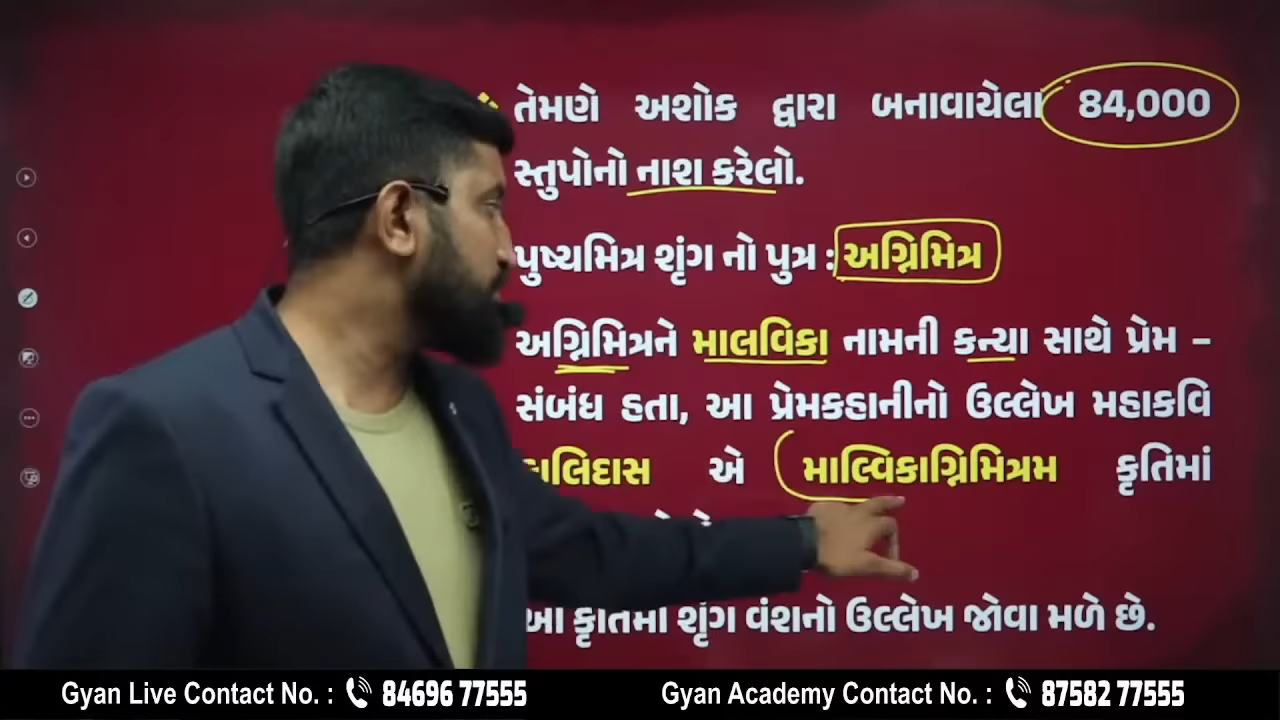 તેમણે અશોક દ્વારા બનાવાયેલા 84,000
સ્તુપોનો નાશ કરેલો.
પુષ્યમિત્ર શૃંગ નો પુત્ર : અગ્નિમિત્ર
અગ્નિમિત્રને માલવિકા નામની કન્યા સાથે પ્રેમ –
સંબંધ હતા, આ પ્રેમકહાનીનો ઉલ્લેખ મહાકવિ
એ માલ્વિકાગ્નિમિત્રમ કૃતિમાં
આ કૃતિમાં શૃંગ વંશનો ઉલ્લેખ જોવા મળે છે.
Gyan Live Contact No. : 84696 77555 Gyan Academy Contact No. : 87582 77555